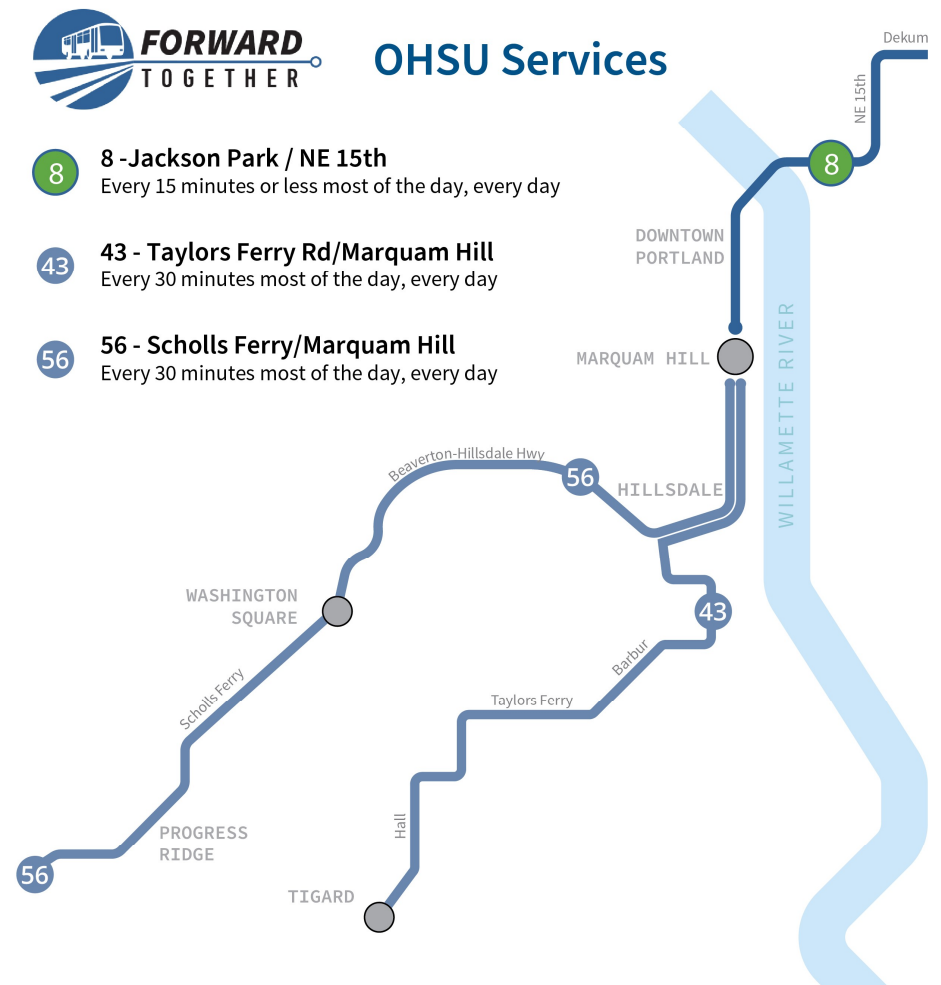 FORWARD
TOGETHER
OHSU Services
Dekum
NE 15th
8
8 -Jackson Park / NE 15th
Every 15 minutes or less most of the day, every day
8
DOWNTOWN
PORTLAND
43
43 - Taylors Ferry Rd/Marquam Hill
Every 30 minutes most of the day, every day
WILLAMETTE RIVER
56
56 - Scholls Ferry/Marquam Hill
Every 30 minutes most of the day, every day
MARQUAM HILL
Beaverton-Hillsdale Hwy
56
HILLSDALE
WASHINGTON
SQUARE
43
Barbur
Scholls Ferry
Taylors Ferry
Hall
PROGRESS
RIDGE
56
TIGARD